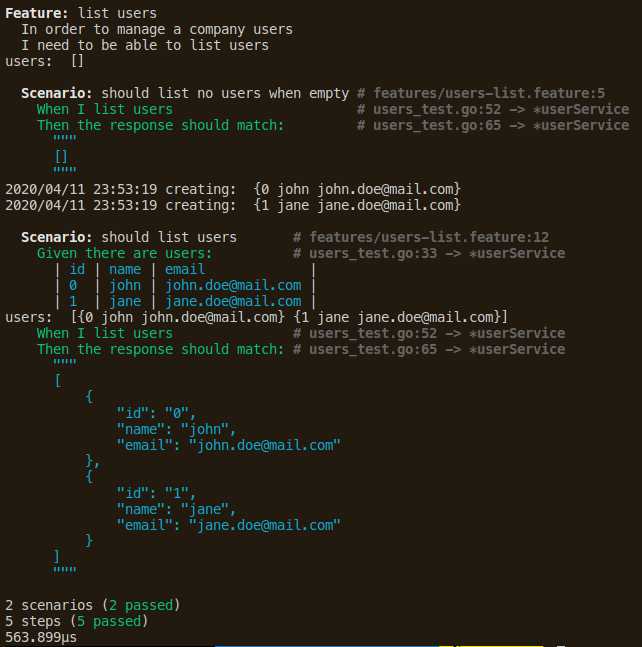 Feature: list users
  In order to manage a company users
  I need to be able to list users
users:  []

  Scenario: should list no users when empty # features/users-list.feature:5
    When I list users                       # users_test.go:52 -> *userService
    Then the response should match:         # users_test.go:65 -> *userService
      """
      []
      """
2020/04/11 23:53:19 creating:  {0 john john.doe@mail.com}
2020/04/11 23:53:19 creating:  {1 jane jane.doe@mail.com}

  Scenario: should list users       # features/users-list.feature:12
    Given there are users:          # users_test.go:33 -> *userService
      | id | name | email             |
      | 0  | john | john.doe@mail.com |
      | 1  | jane | jane.doe@mail.com |
users:  [{0 john john.doe@mail.com} {1 jane jane.doe@mail.com}]
    When I list users               # users_test.go:52 -> *userService
    Then the response should match: # users_test.go:65 -> *userService
      """
      [
          {
              "id": "0",
              "name": "john",
              "email": "john.doe@mail.com"
          },
          {
              "id": "1",
              "name": "jane",
              "email": "jane.doe@mail.com"
          }
      ]
      """

2 scenarios (2 passed)
5 steps (5 passed)
563.899µs